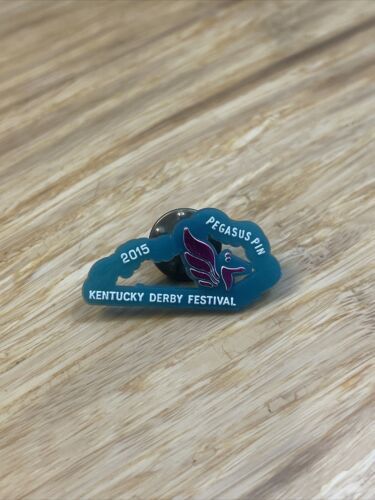 2015
PEGASUS PIN
KENTUCKY DERBY FESTIVAL